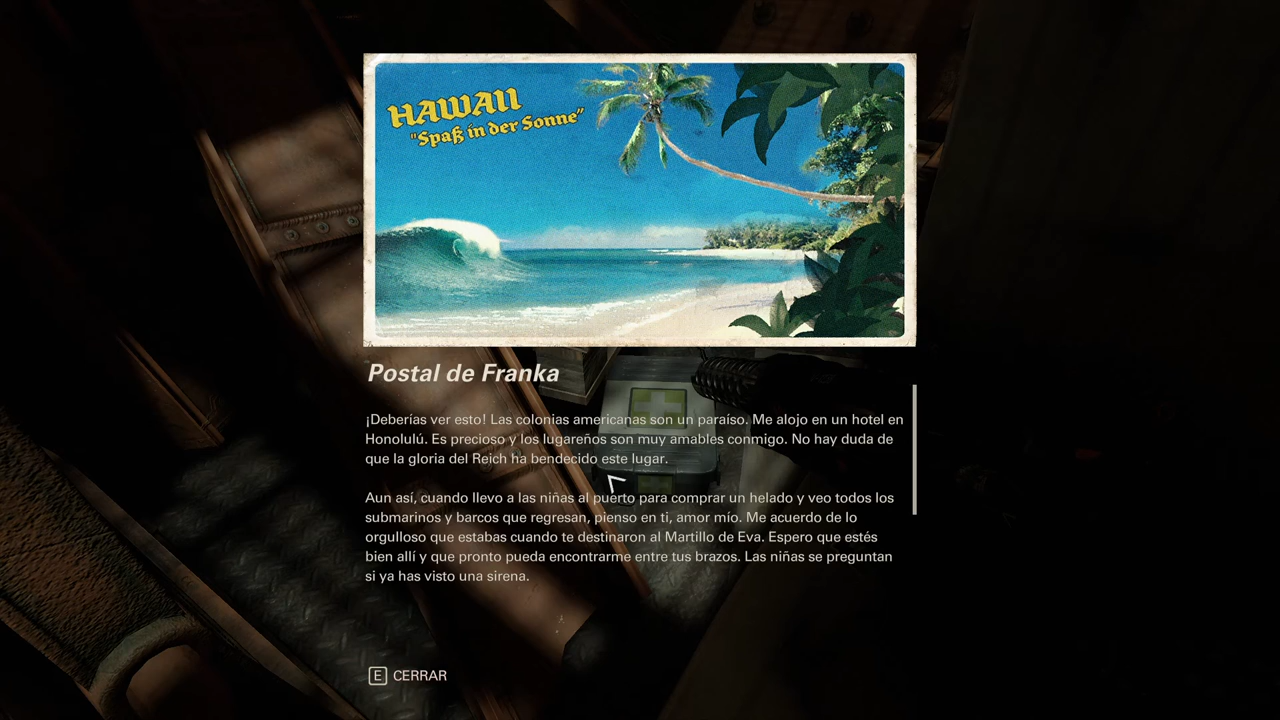 HAWAII
"Spaß in der Sonne"
Postal de Franka
¡Deberías ver esto! Las colonias americanas son un paraíso. Me alojo en un hotel en
Honolulú. Es precioso y los lugareños son muy amables conmigo. No hay duda de
que la gloria del Reich ha bendecido este lugar.
Aun así, cuando llevo a las niñas al puerto para comprar un helado y veo todos los
submarinos y barcos que regresan, pienso en ti, amor mío. Me acuerdo de lo
orgulloso que estabas cuando te destinaron al Martillo de Eva. Espero que estés
bien allí y que pronto pueda encontrarme entre tus brazos. Las niñas se preguntan
si ya has visto una sirena.
E CERRAR